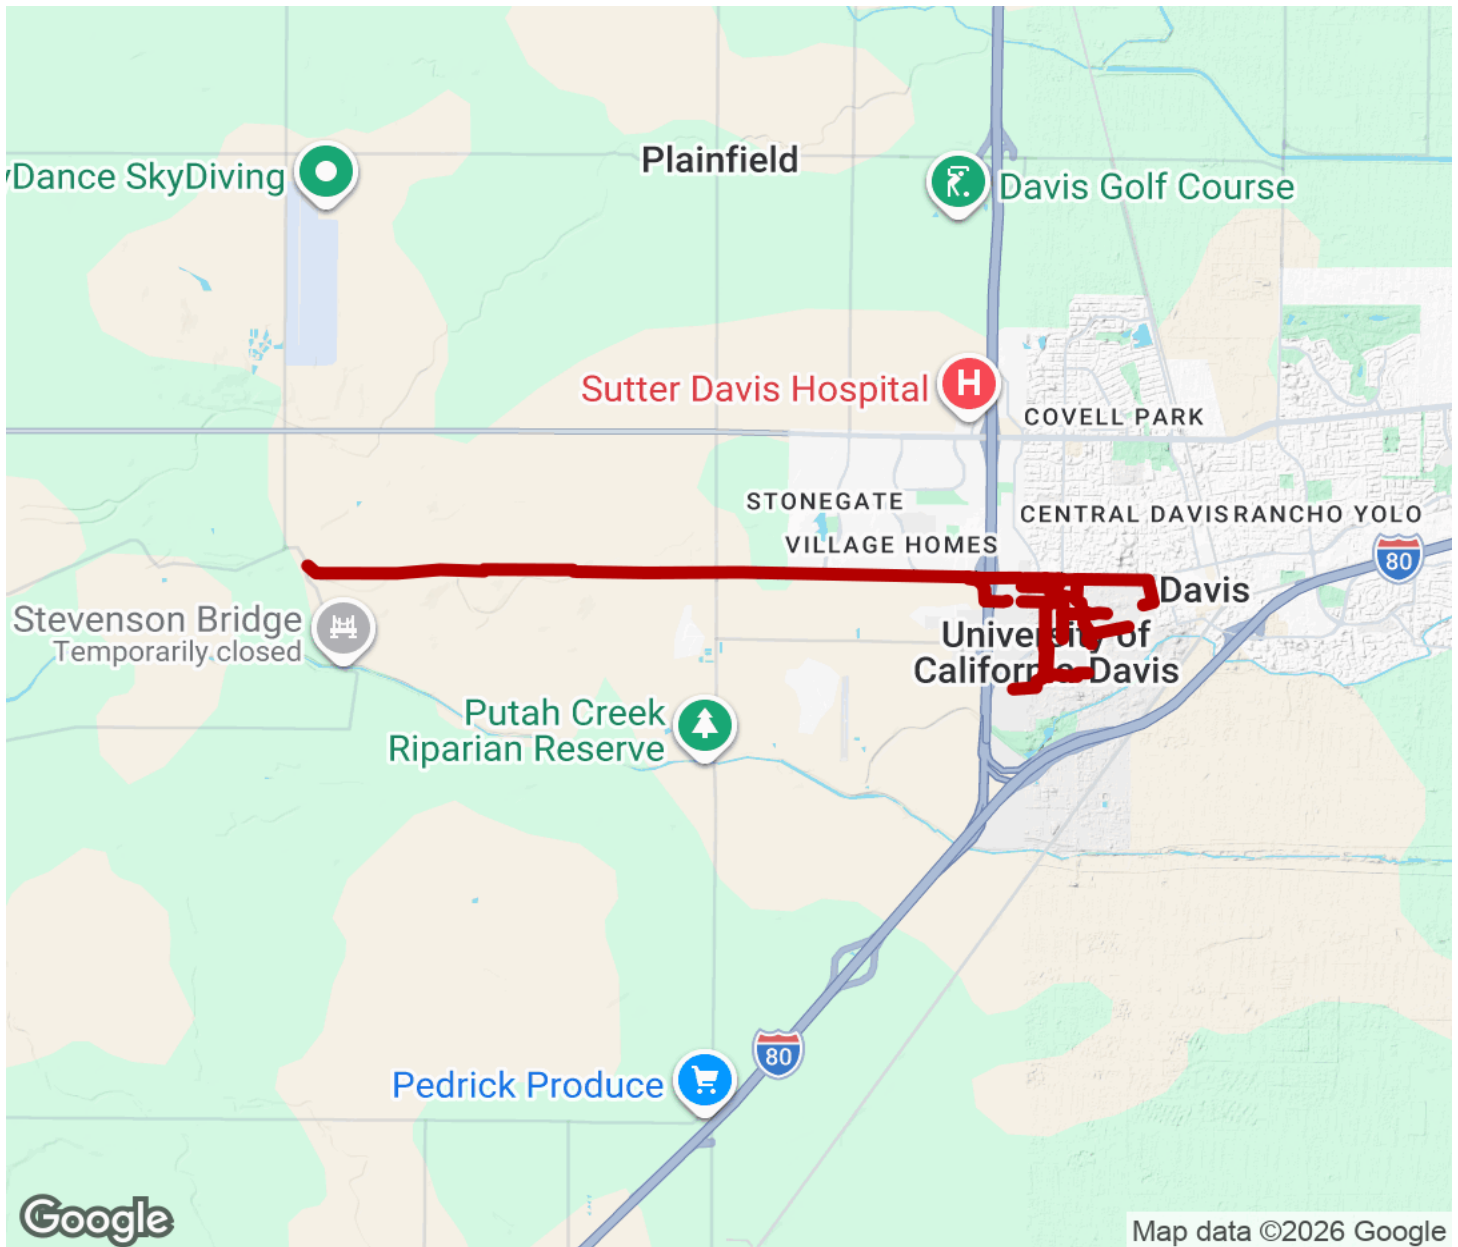 Plainfield
yDance SkyDiving
Davis Golf Course
Sutter Davis Hospital
H
COVELL PARK
STONEGATE
CENTRAL DAVIS
RANCHO YOLO
VILLAGE HOMES
80
Davis
Stevenson Bridge
Temporarily closed
University of
California-Davis
Putah Creek
Riparian Reserve
80
Pedrick Produce
Google
Map data ©2026 Google